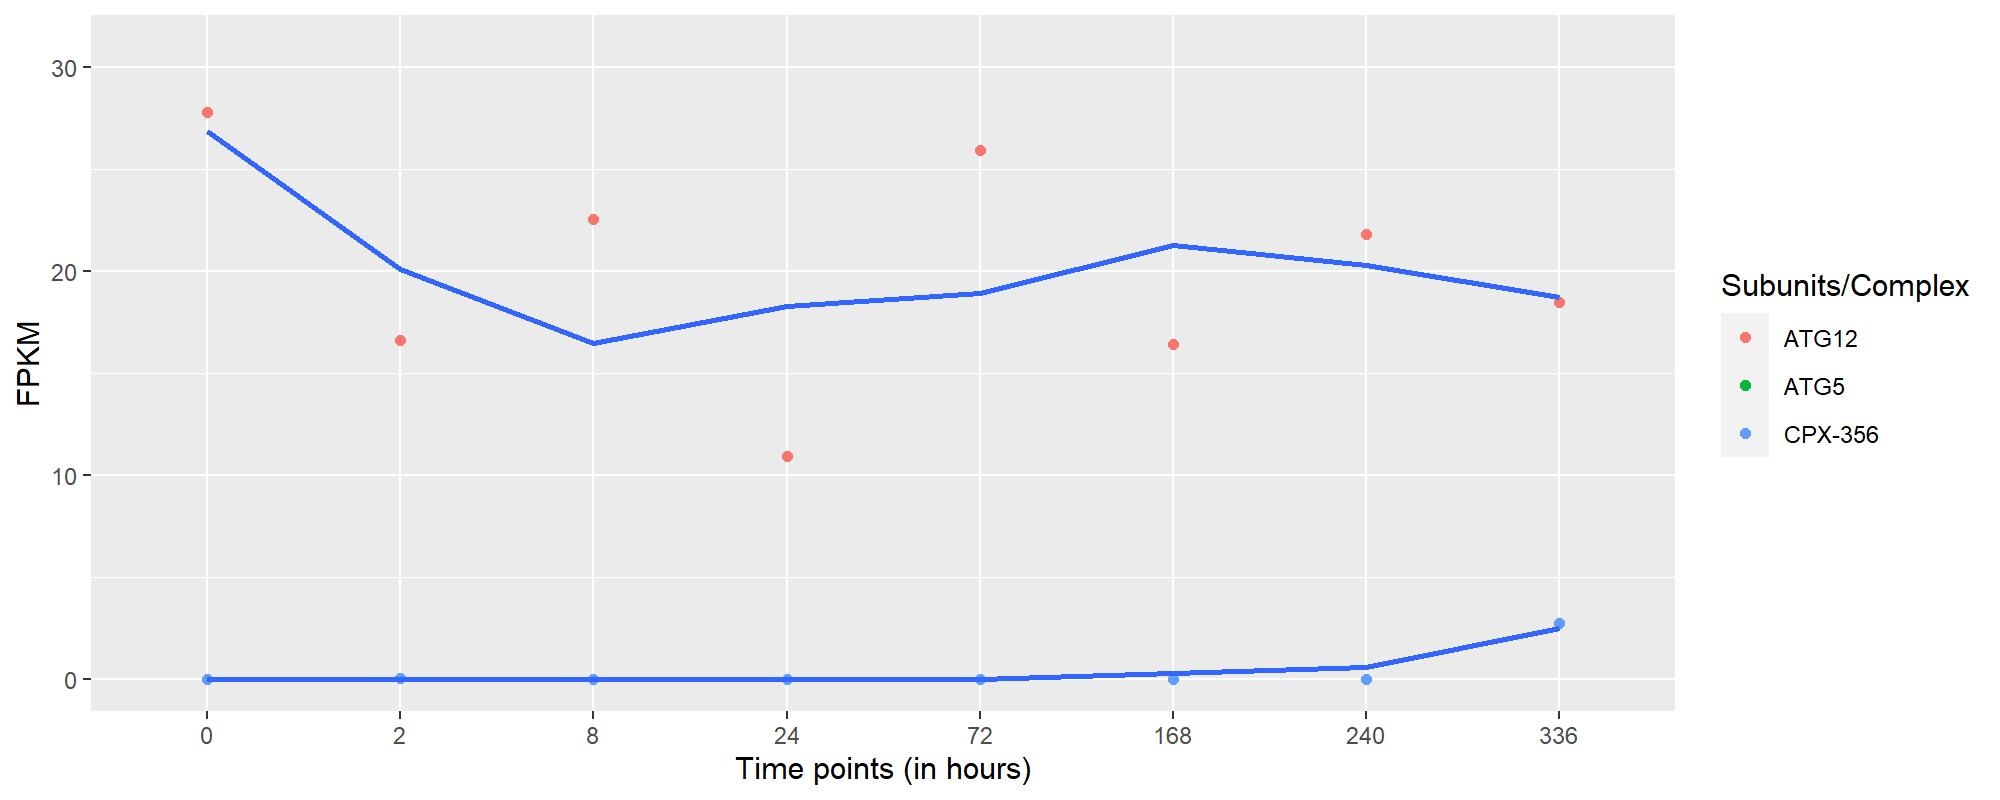 30
20
10
0
FPKM
0 2 8 24 72 168 240 336
Time points (in hours)
Subunits/Complex
ATG12
ATG5
CPX-356